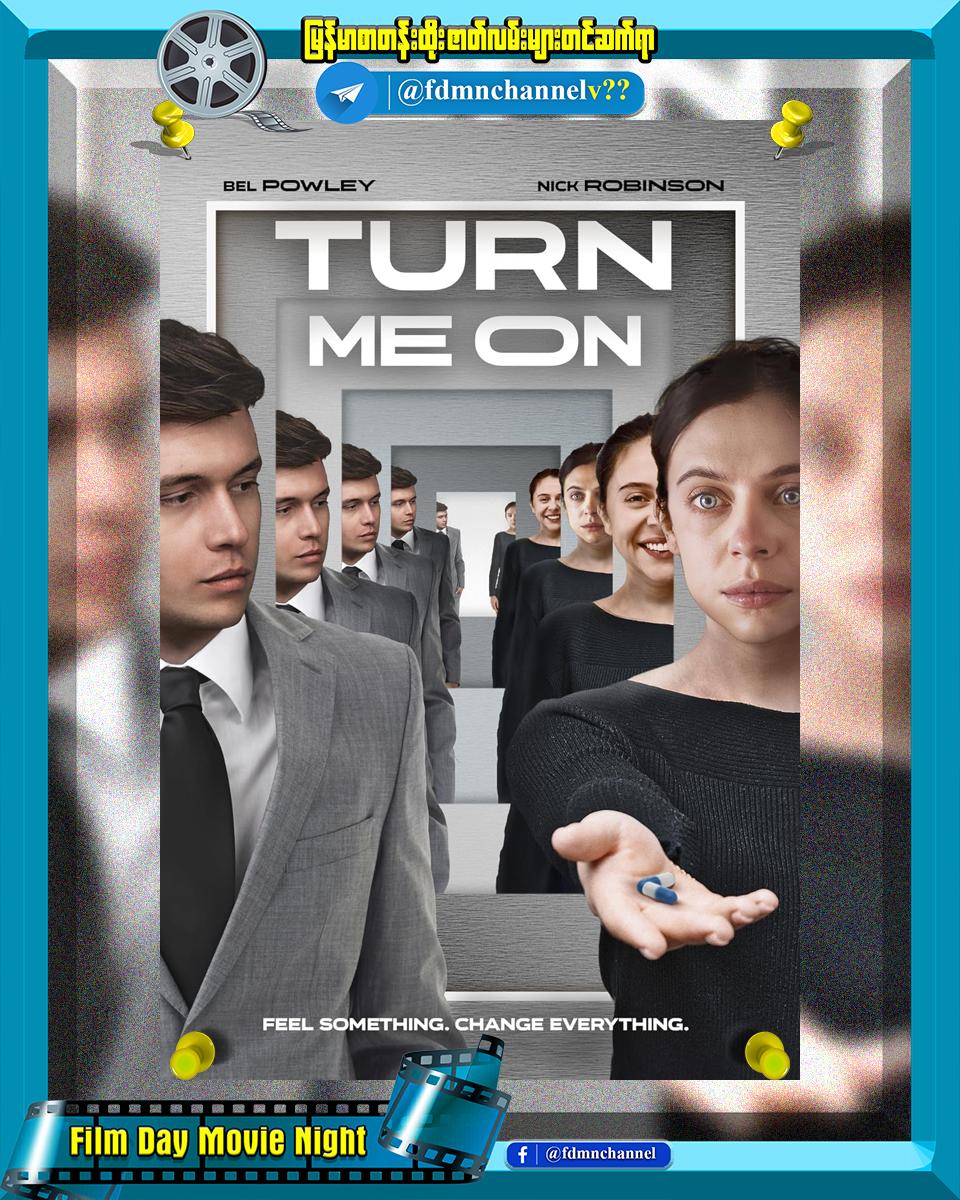 မြန်မာစာတန်းထိုးဇာတ်လမ်းများတင်ဆက်ရာ
@fdmnchannelv??
BEL POWLEY
NICK ROBINSON
TURN
ME ON
FEEL SOMETHING. CHANGE EVERYTHING.
Film Day Movie Night
@fdmnchannel